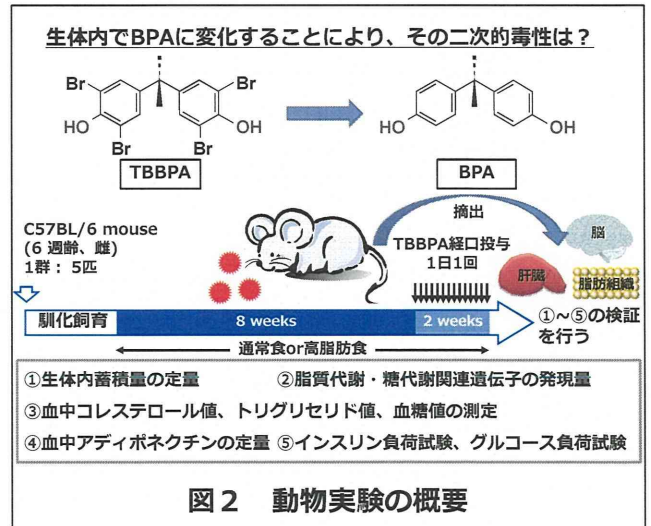 生体内でBPAに変化することにより、その二次的毒性は？
Br
Br
HO
OH
Br
Br
TBBPA
HO
OH
BPA
C57BL/6 mouse
(6 週齢、雌)
1群： 5匹
摘出
TBBPA経口投与
1日1回
脳
肝臓
脂肪組織
馴化飼育
8 weeks
2 weeks
①~⑤の検証
を行う
通常食or高脂肪食
①生体内蓄積量の定量 ②脂質代謝・糖代謝関連遺伝子の発現量
③血中コレステロール値、トリグリセリド値、血糖値の測定
④血中アディポネクチンの定量 ⑤インスリン負荷試験、グルコース負荷試験
図２ 動物実験の概要